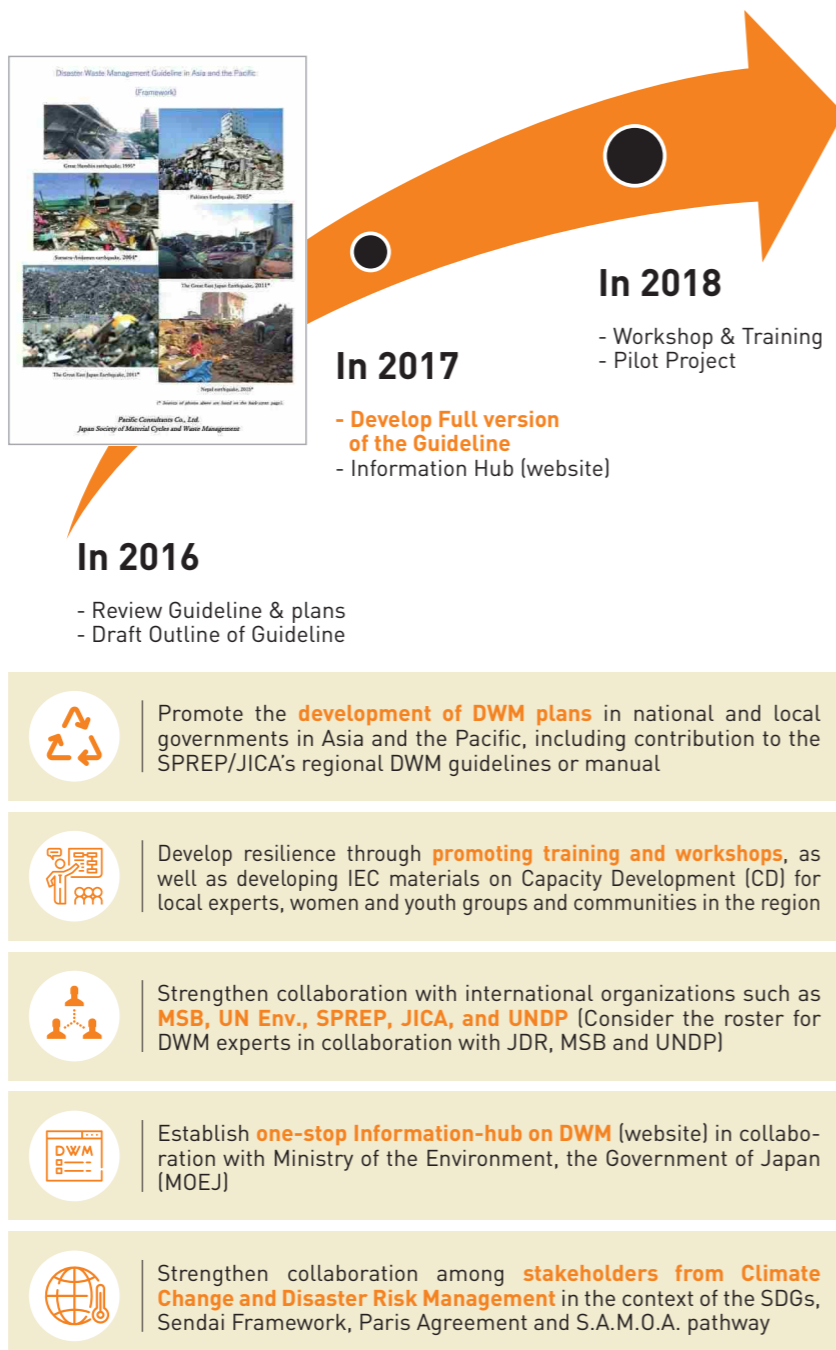 Disaster Waste Management Guideline in Asia and the Pacific
(Framework)
Great Hanshin earthquake, 1995*
Pakistan Earthquake, 2005*
Sumatra-Andaman earthquake, 2004*
The Great East Japan Earthquake, 2011*
The Great East Japan Earthquake, 2011*
Nepal earthquake, 2015*
(* Sources of photos above are listed on the back-cover page).
Pacific Consultants Co., Ltd.
Japan Society of Material Cycles and Waste Management
In 2018
- Workshop & Training
- Pilot Project
In 2017
- Develop Full version
of the Guideline
- Information Hub (website)
In 2016
- Review Guideline & plans
- Draft Outline of Guideline
Promote the development of DWM plans in national and local
governments in Asia and the Pacific, including contribution to the
SPREP/JICA's regional DWM guidelines or manual
Develop resilience through promoting training and workshops, as
well as developing IEC materials on Capacity Development (CD) for
local experts, women and youth groups and communities in the region
Strengthen collaboration with international organizations such as
MSB, UN Env., SPREP, JICA, and UNDP (Consider the roster for
DWM experts in collaboration with JDR, MSB and UNDP)
DWM
Establish one-stop Information-hub on DWM (website) in collabo-
ration with Ministry of the Environment, the Government of Japan
(MOEJ)
Strengthen collaboration among stakeholders from Climate
Change and Disaster Risk Management in the context of the SDGs,
Sendai Framework, Paris Agreement and S.A.M.O.A. pathway